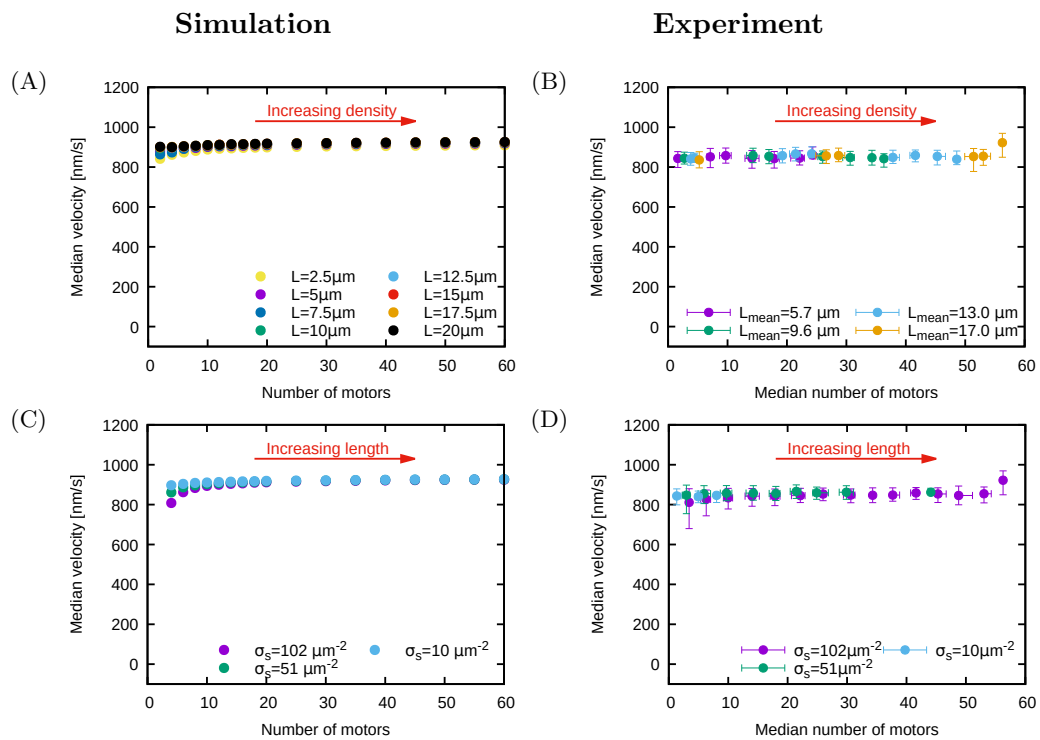 Simulation
Experiment
(A)
1200
1000
800
600
400
200
0
Median velocity [nm/s]
Increasing density
L=2.5µm
L=5µm
L=7.5µm
L=10µm
L=12.5µm
L=15µm
L=17.5µm
L=20µm
0 10 20 30 40 50 60
Number of motors
(B)
1200
1000
800
600
400
200
0
Median velocity [nm/s]
Increasing density
Lmean=5.7 µm
Lmean=9.6 µm
Lmean=13.0 µm
Lmean=17.0 µm
0 10 20 30 40 50 60
Median number of motors
(C)
1200
1000
800
600
400
200
0
Median velocity [nm/s]
Increasing length
σs=102 µm-2
σs=51 µm-2
σs=10 µm-2
0 10 20 30 40 50 60
Number of motors
(D)
1200
1000
800
600
400
200
0
Median velocity [nm/s]
Increasing length
σs=102µm-2
σs=51µm-2
σs=10µm-2
0 10 20 30 40 50 60
Median number of motors